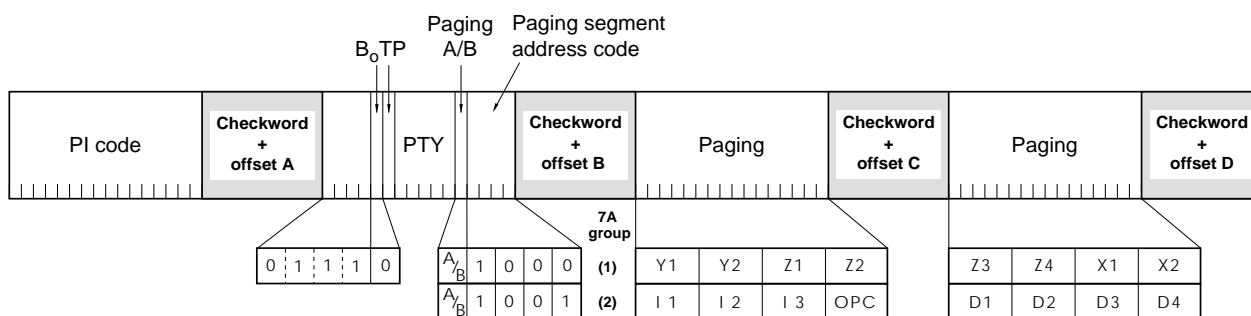 Paging A/B
Paging segment address code
BoTP
PI code
Checkword + offset A
PTY
Checkword + offset B
Paging
Checkword + offset C
Paging
Checkword + offset D
7A group
0 1 1 1 0
A/B 1 0 0 0
(1)
Y1 Y2 Z1 Z2
Z3 Z4 X1 X2
A/B 1 0 0 1
(2)
I1 I2 I3 OPC
D1 D2 D3 D4